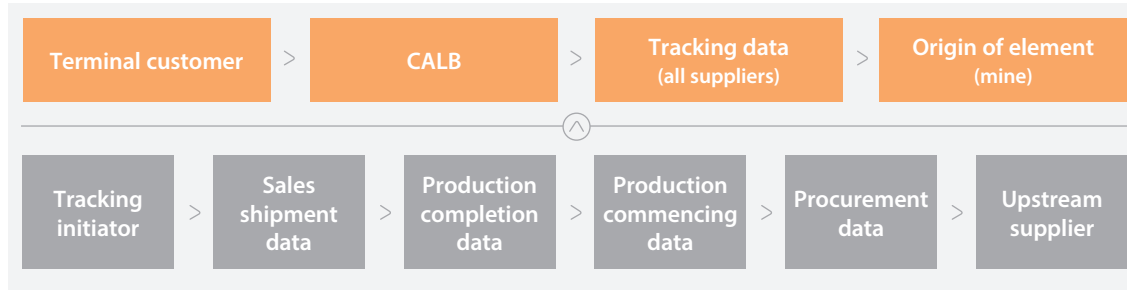 Terminal customer
>
CALB
>
Tracking data
(all suppliers)
>
Origin of element
(mine)
Tracking
initiator
>
Sales
shipment
data
>
Production
completion
data
>
Production
commencing
data
>
Procurement
data
>
Upstream
supplier